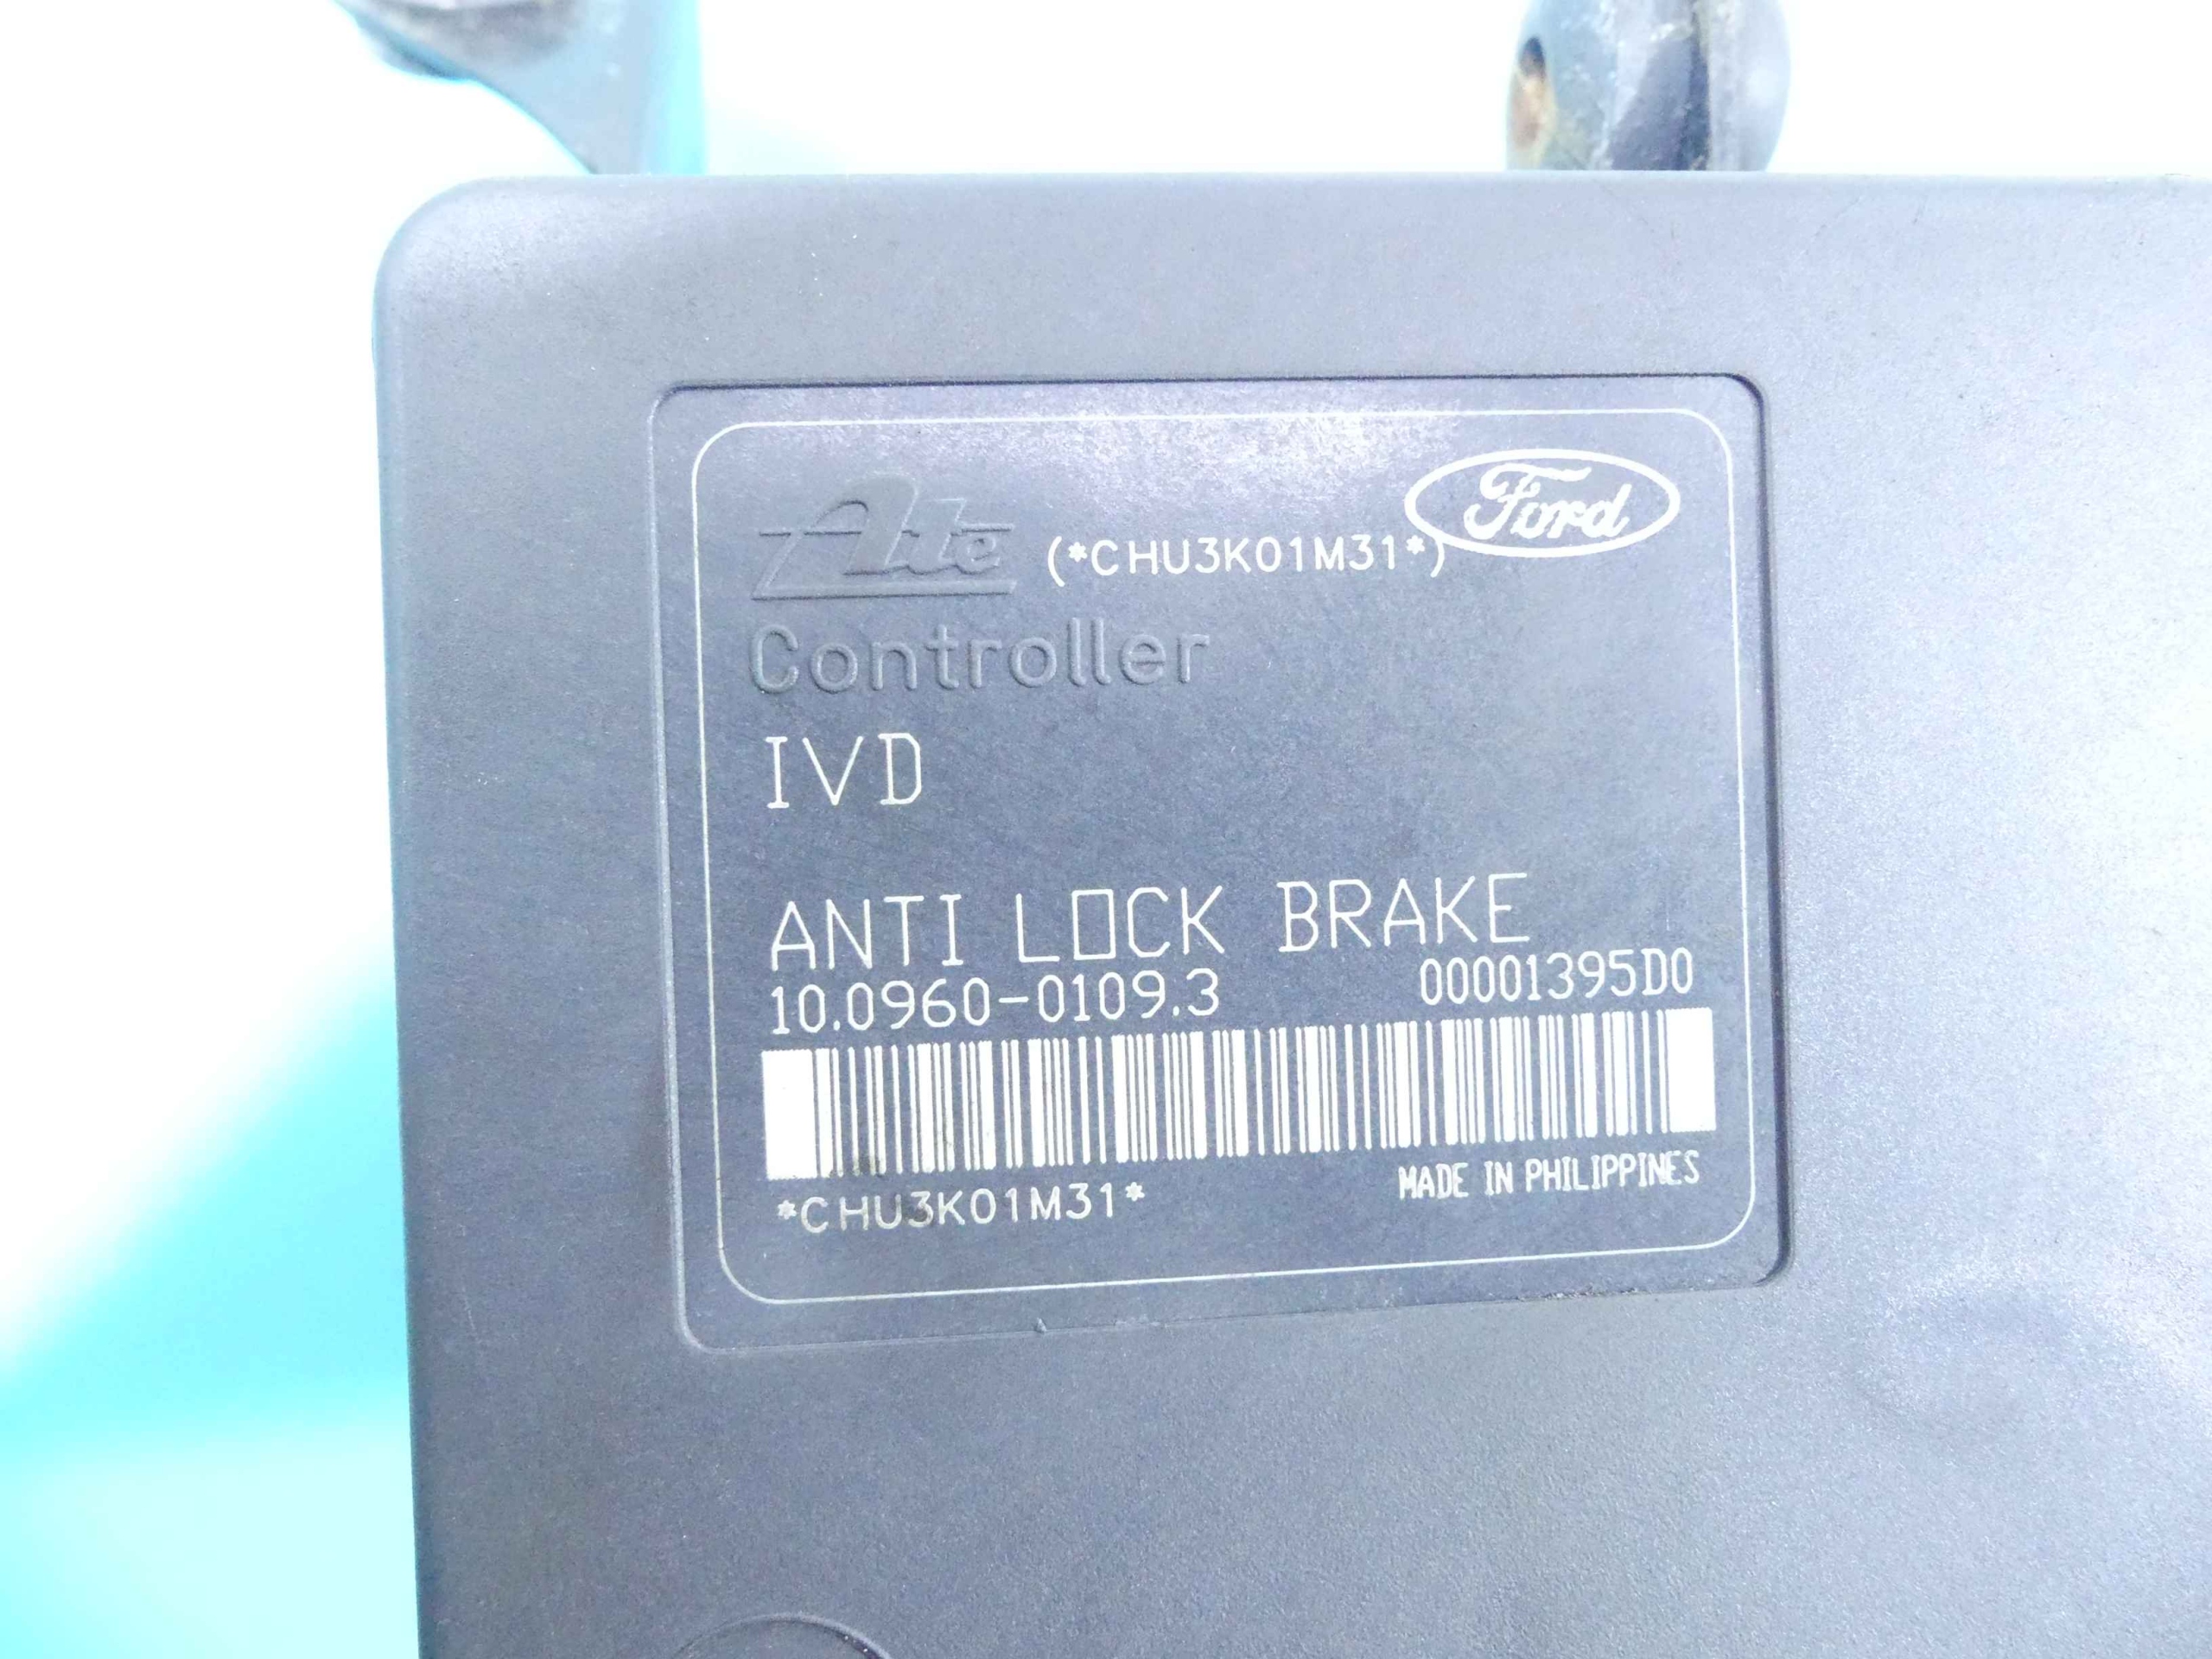 Ate (*CHU3K01M31*) Ford
Controller
IVD
ANTI LOCK BRAKE
10.0960-0109.3 00001395D0
*CHU3K01M31* MADE IN PHILIPPINES